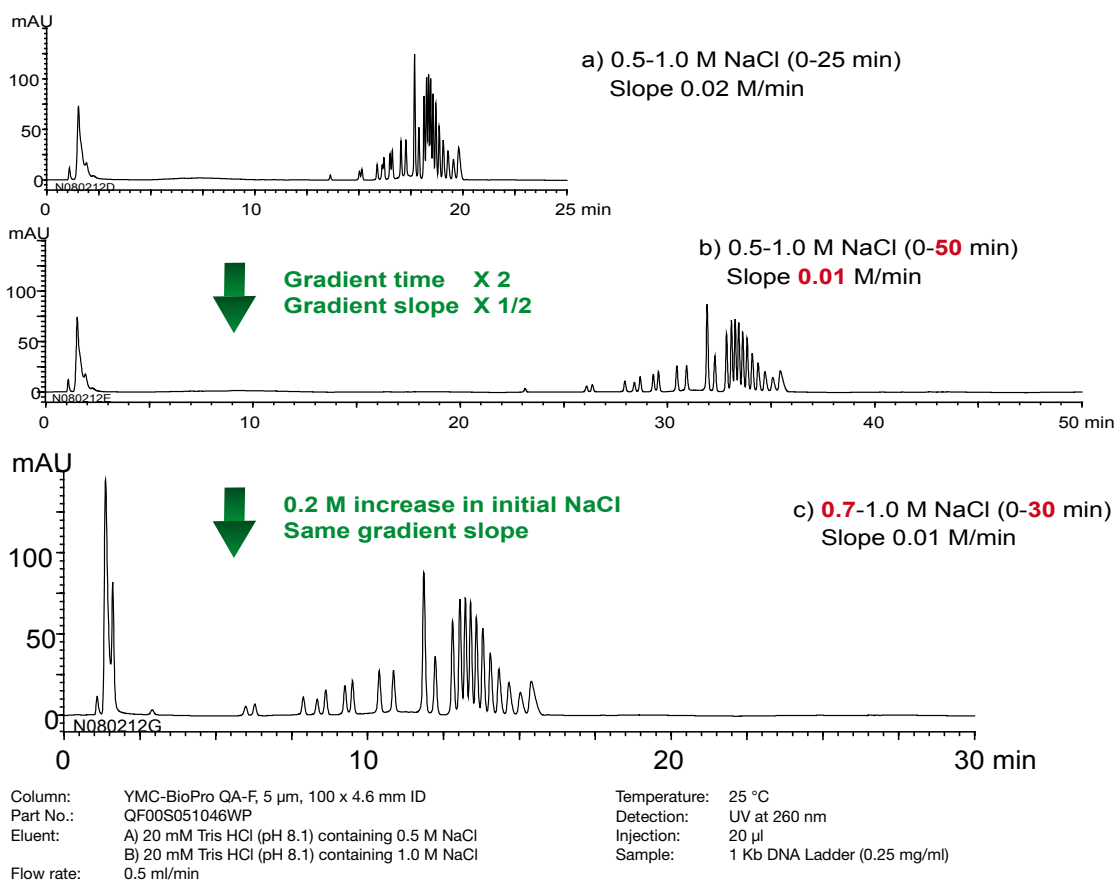 mAU
100
50
0
N080212D
0
10
20
25 min
a) 0.5-1.0 M NaCl (0-25 min)
Slope 0.02 M/min
mAU
100
50
0
N080212E
0
10
20
30
40
50 min
b) 0.5-1.0 M NaCl (0-50 min)
Slope 0.01 M/min
Gradient time X 2
Gradient slope X 1/2
mAU
100
50
0
N080212G
0
10
20
30 min
0.2 M increase in initial NaCl
Same gradient slope
c) 0.7-1.0 M NaCl (0-30 min)
Slope 0.01 M/min
Column: YMC-BioPro QA-F, 5 µm, 100 x 4.6 mm ID
Part No.: QF00S051046WP
Eluent: A) 20 mM Tris HCl (pH 8.1) containing 0.5 M NaCl
B) 20 mM Tris HCl (pH 8.1) containing 1.0 M NaCl
Flow rate: 0.5 ml/min
Temperature: 25 °C
Detection: UV at 260 nm
Injection: 20 µl
Sample: 1 Kb DNA Ladder (0.25 mg/ml)